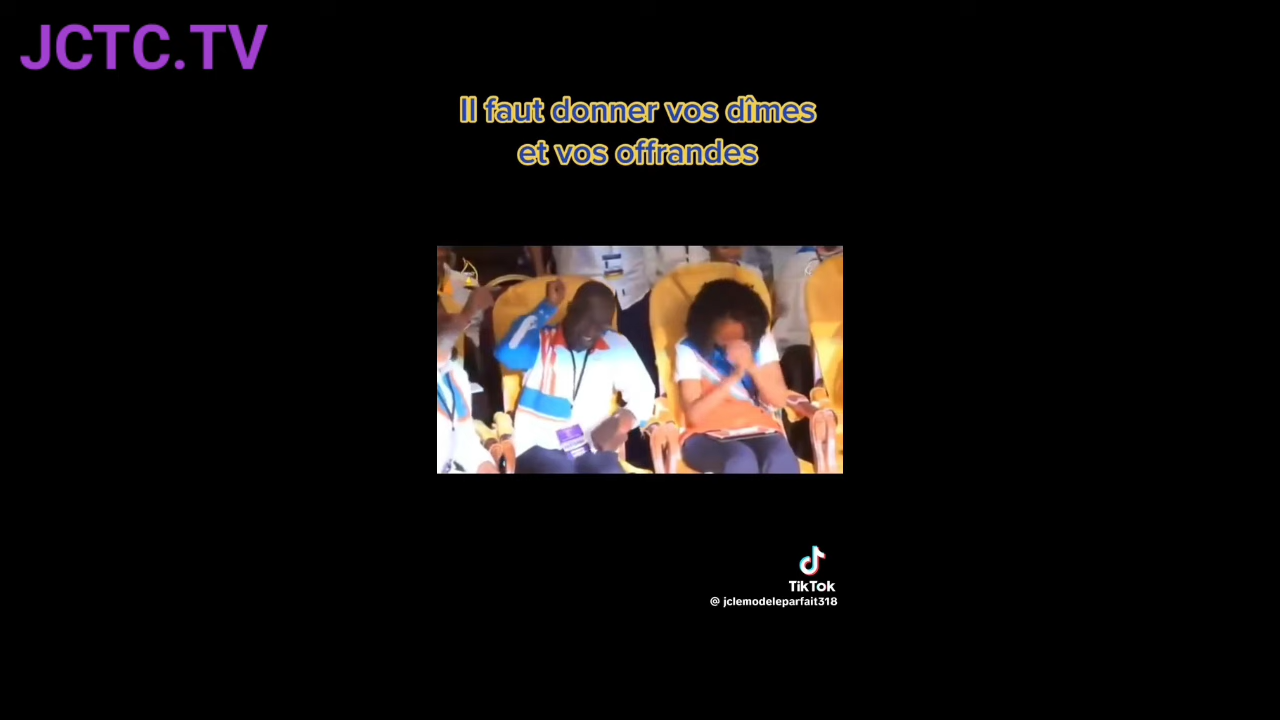 JCTC.TV
Il faut donner vos dîmes
et vos offrandes
TikTok
@ jclemodeleparfait318